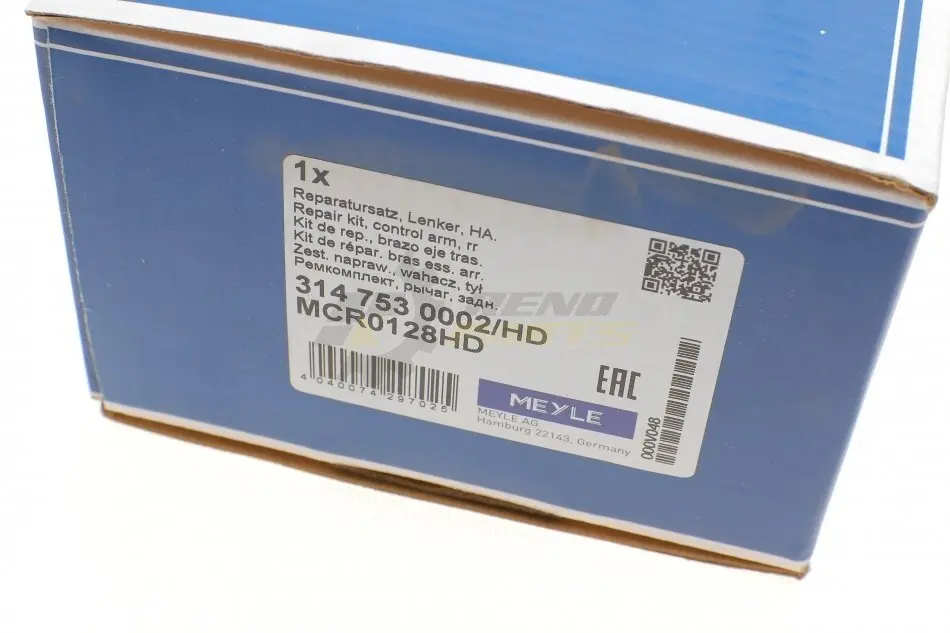 1x
Reparatursatz, Lenker, HA.
Repair kit, control arm, rr
Kit de rep., brazo eje tras.
Kit de répar. bras ess. arr.
Zest. napraw., wahacz, tył
Ремкомплект, рычаг, задн.
314 753 0002/HD
MCR0128HD
4 040074 297025
EAC
MEYLE
MEYLE AG
Hamburg 22143, Germany
000V048